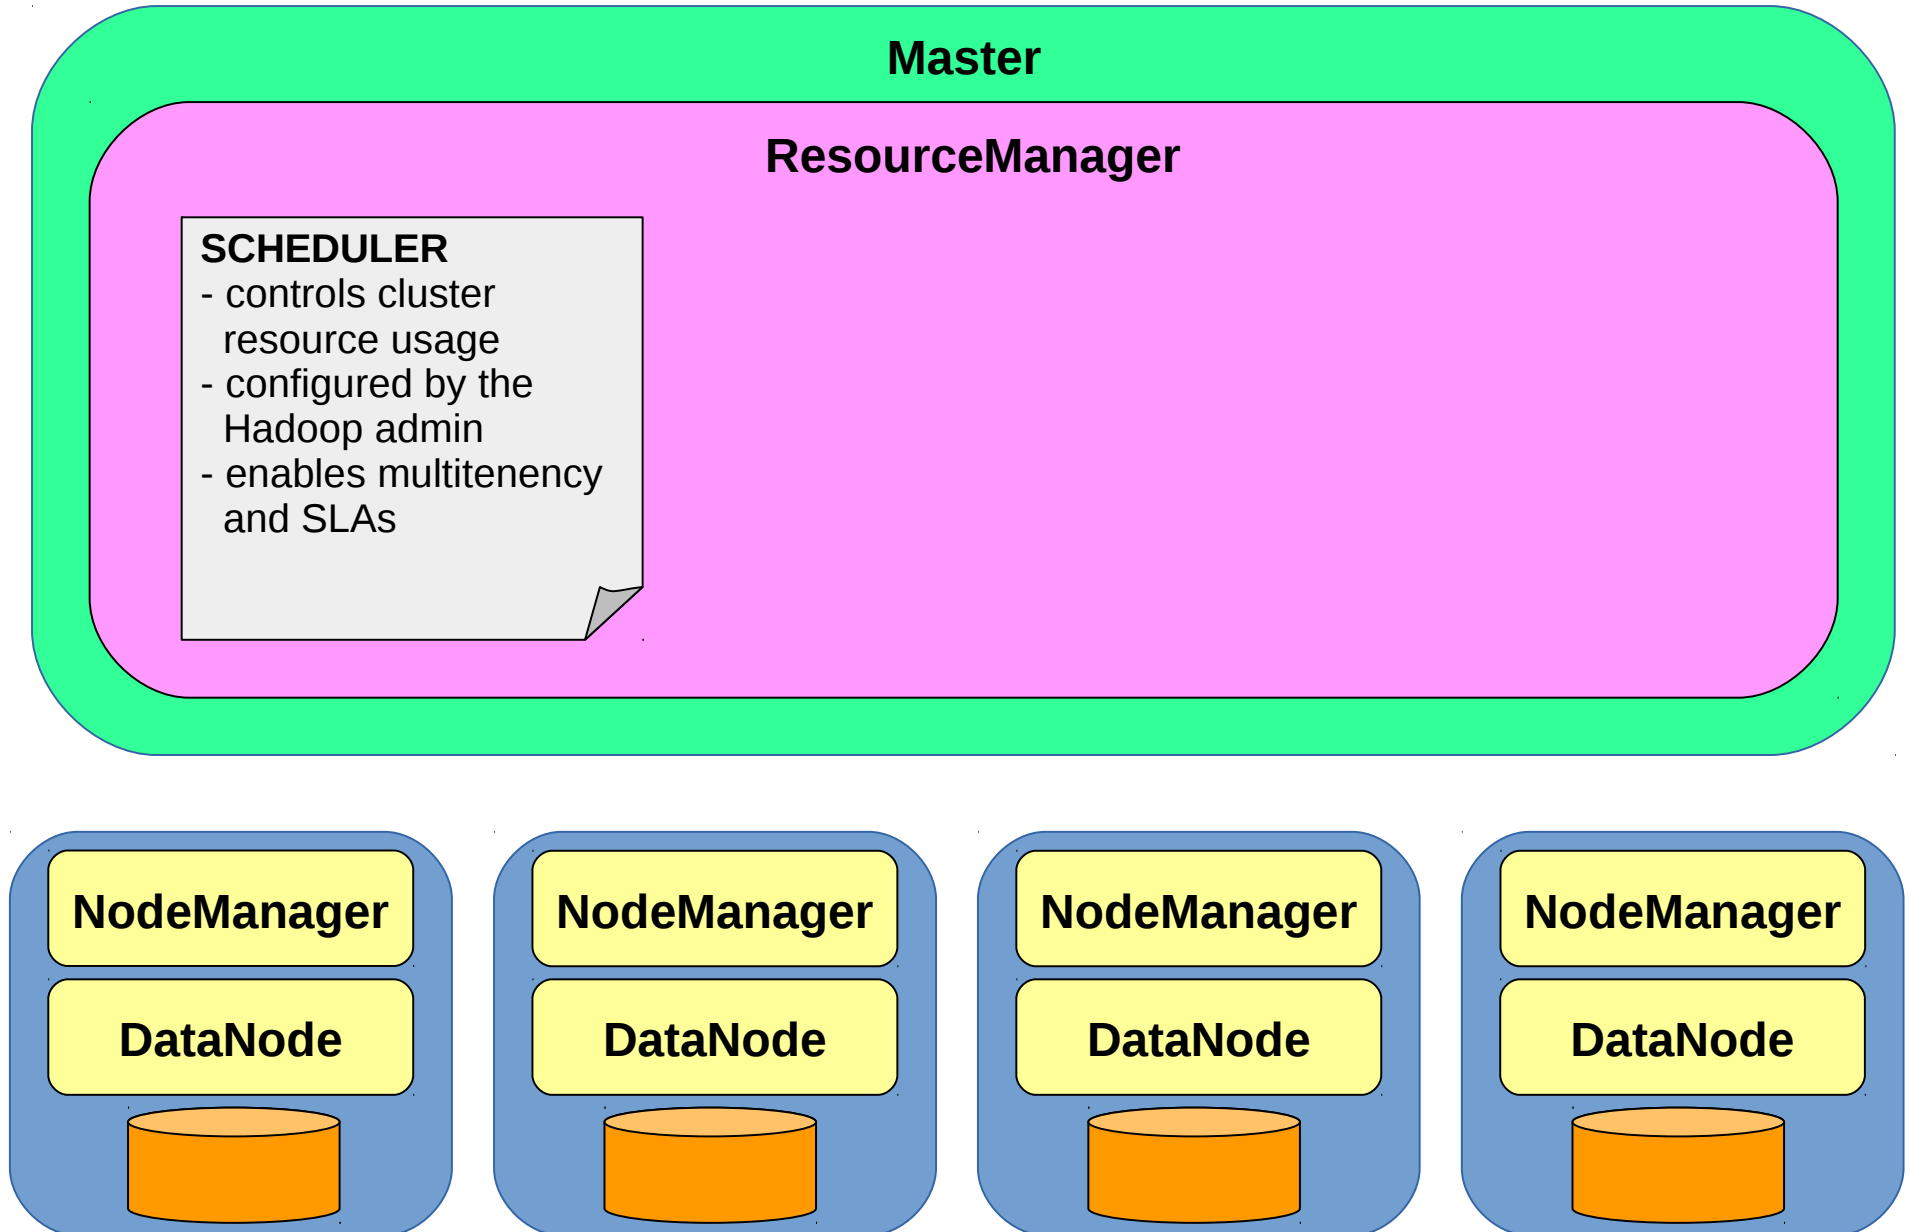 Master
ResourceManager
SCHEDULER
- controls cluster
resource usage
- configured by the
Hadoop admin
- enables multitenency
and SLAs
NodeManager
NodeManager
NodeManager
NodeManager
DataNode
DataNode
DataNode
DataNode